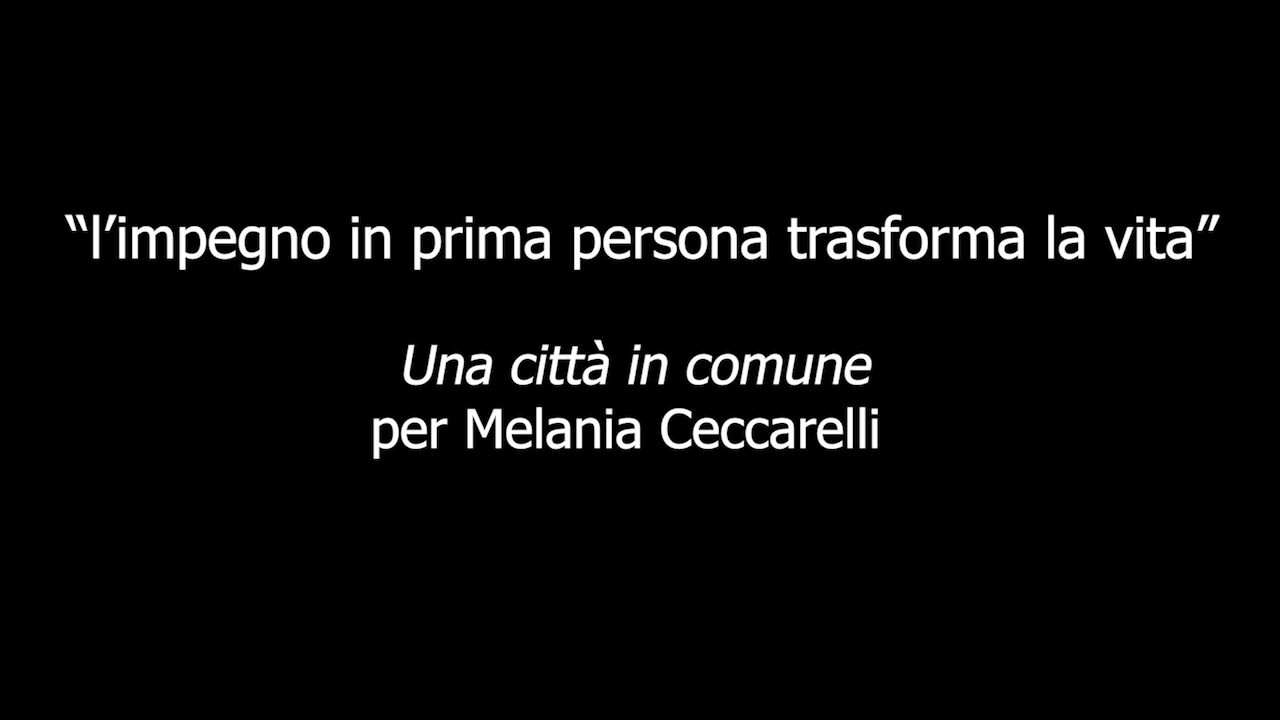 “l’impegno in prima persona trasforma la vita”
Una città in comune
per Melania Ceccarelli